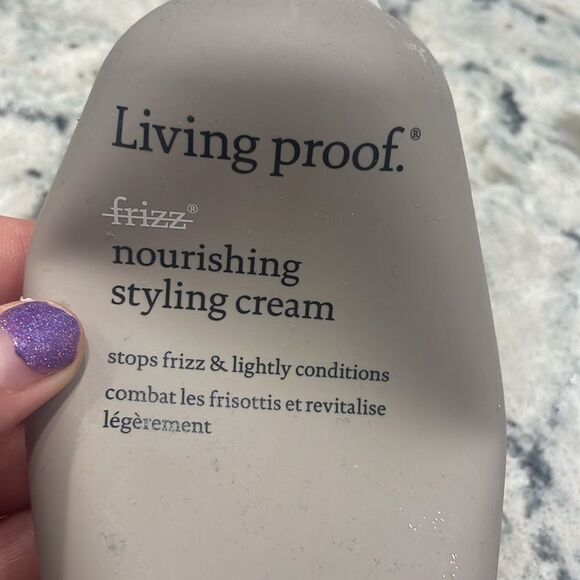 Living proof.®
frizz®
nourishing
styling cream
stops frizz & lightly conditions
combat les frisottis et revitalise
légèrement